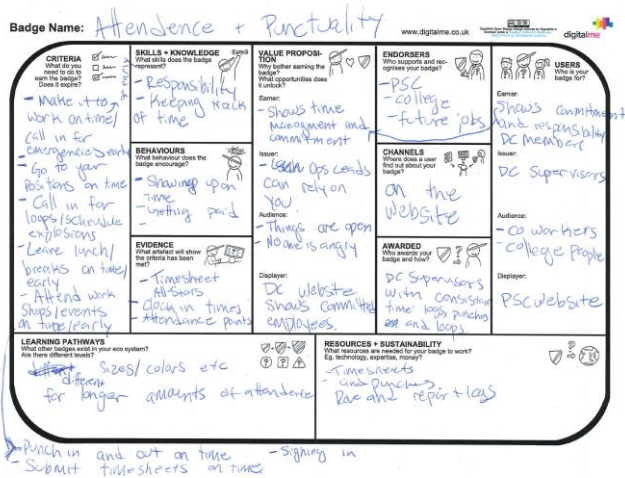 Badge Name: Attendence + Punctuality
www.digitalme.co.uk
digitalme
CRITERIA
What do you
need to do to
earn the badge?
Does it expire?
- Make it to
work on time/
call in for
emergencies early
- Go to your
positions on time
- Call in for
loops/schedule
explosions
- Leave lunch/
breaks on time/
early
- Attend work
shops/events
on time/early
SKILLS + KNOWLEDGE
What skills does the
badge represent?
- Responsibility
- Keeping track
of time
BEHAVIOURS
What behaviour does the
badge encourage?
- Showing up on
time
- Getting paid
-
EVIDENCE
What artefact will show
the criteria has been
met?
- Timesheet
All-Stars
- clock in times
- Attendance points
VALUE PROPOSI-
TION
Why bother earning the
badge?
What opportunities does
it unlock?
Earner:
- Shows time
managment and
commitment
Issuer:
- Ops Leads
can rely on
you
Audience:
- Things are open
- No one is angry
Displayer:
DC website
shows committed
employees.
ENDORSERS
Who supports and rec-
ognises your badge?
- PSC
- college
- future jobs
CHANNELS
Where does a user
find out about your
badge?
on the
website
AWARDED
Who awards your
badge and how?
DC supervisors
with consistent
time logs, punches
and loops.
USERS
Who is your
badge for?
Earner:
Shows commitment
and responsibility
DC members
Issuer:
DC Supervisors
Audience:
- co workers
- college people
Displayer:
PSC website
LEARNING PATHWAYS
What other badges exist in your eco system?
Are there different levels?
different sizes/colors etc
for longer amounts of attendence
RESOURCES + SUSTAINABILITY
What resources are needed for your badge to work?
Eg. technology, expertise, money?
- Timesheets
- and punches
and repor + logs
- Punch in and out on time - Signing in
- Submit timesheets on time